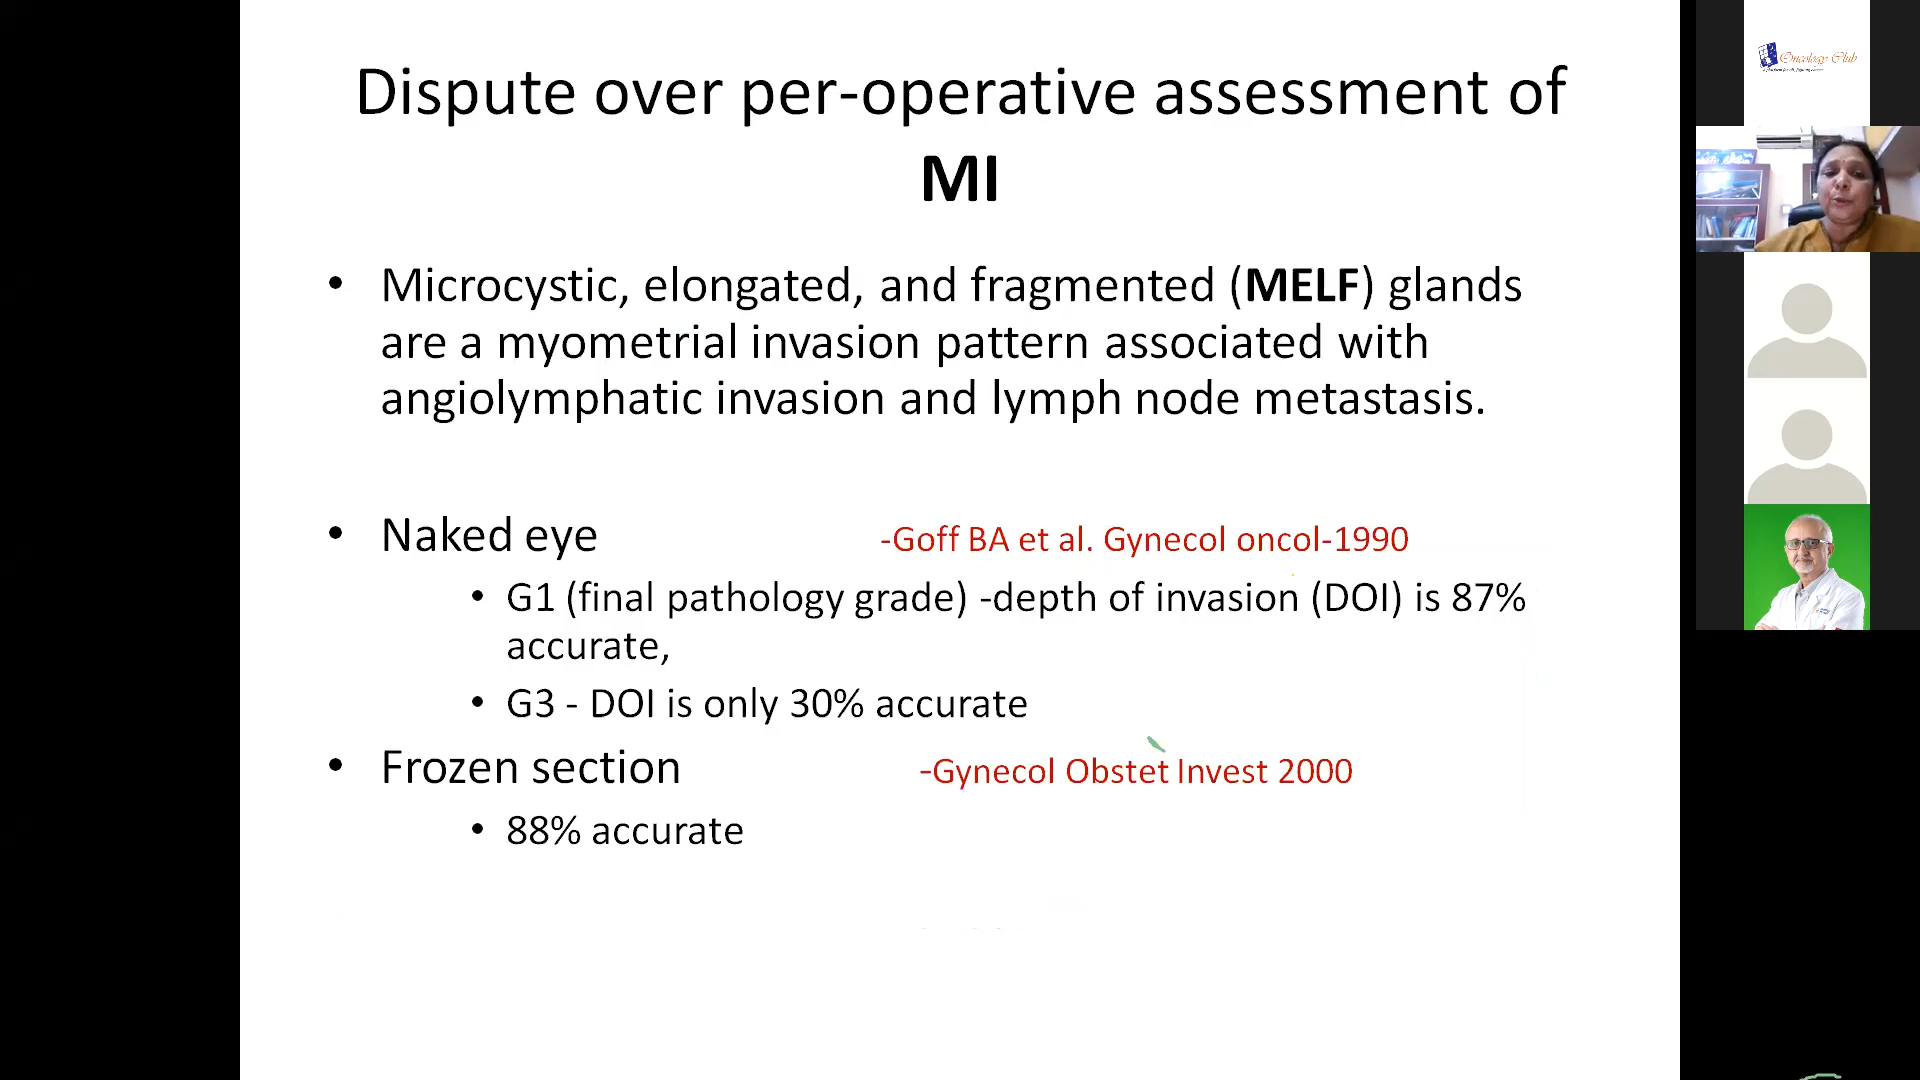 Dispute over per-operative assessment of
MI
• Microcystic, elongated, and fragmented (MELF) glands
are a myometrial invasion pattern associated with
angiolymphatic invasion and lymph node metastasis.
• Naked eye -Goff BA et al. Gynecol oncol-1990
• G1 (final pathology grade) -depth of invasion (DOI) is 87%
accurate,
• G3 - DOI is only 30% accurate
• Frozen section -Gynecol Obstet Invest 2000
• 88% accurate
Oncology Club